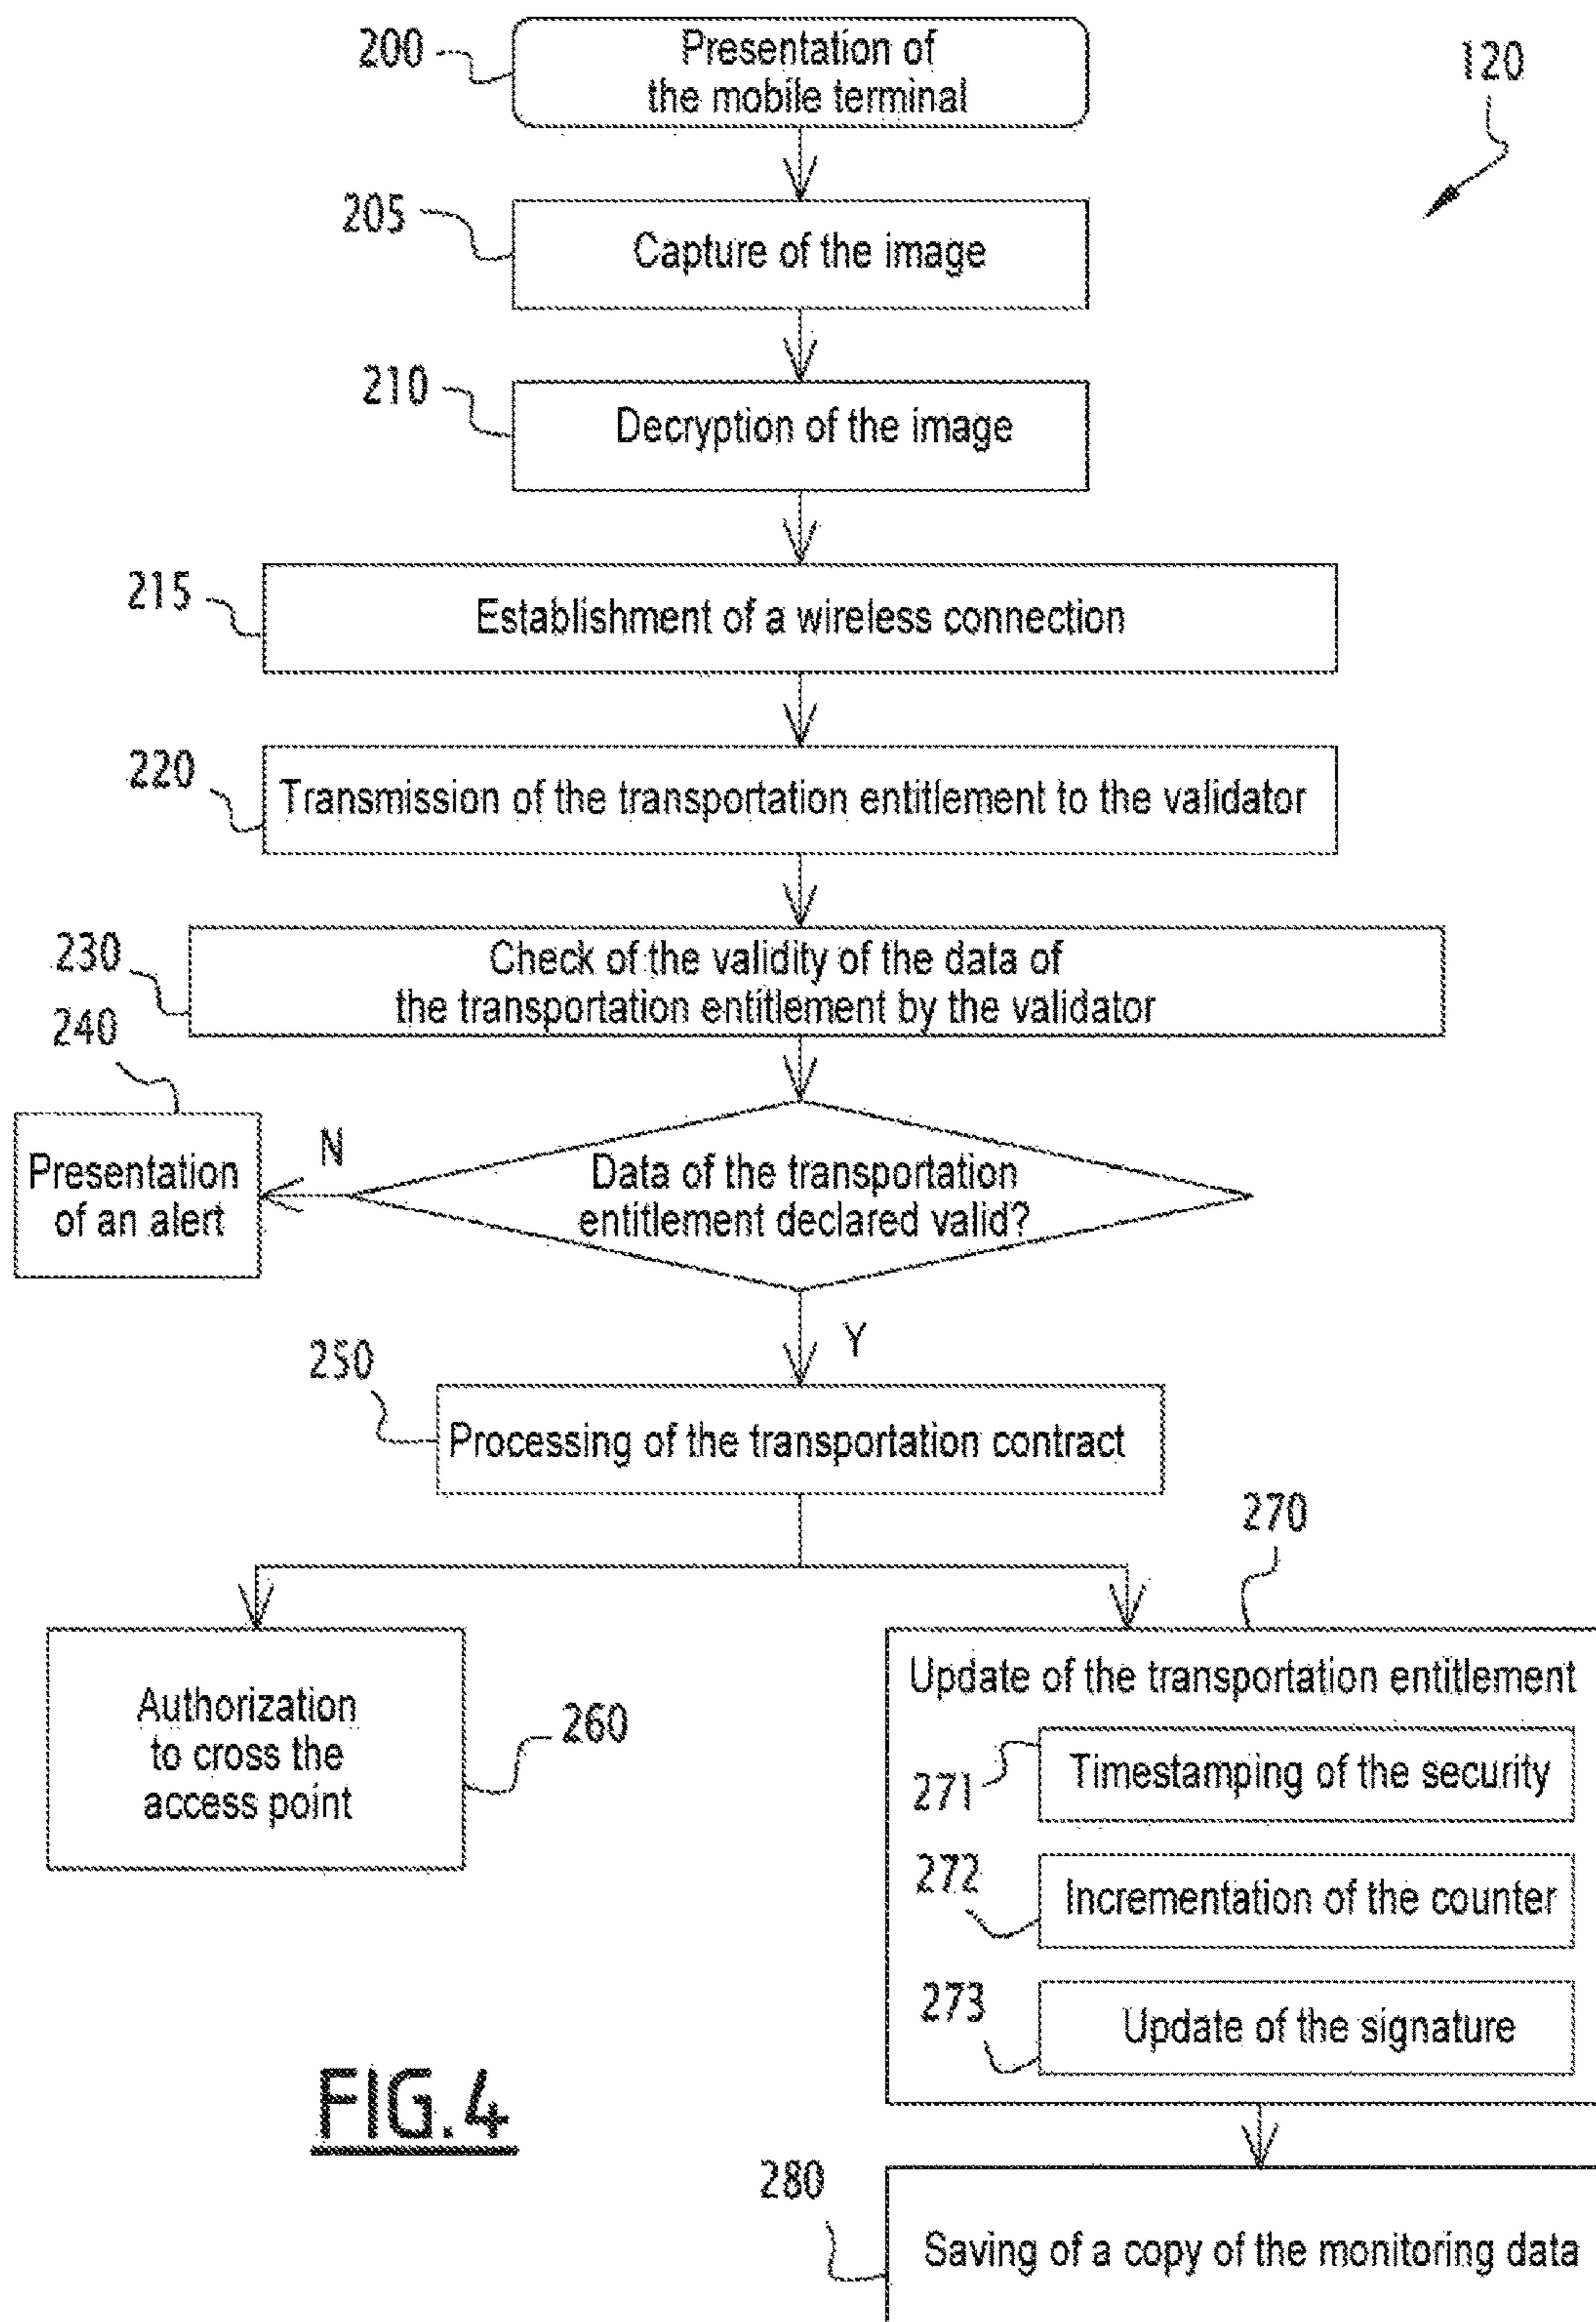 200
Presentation of
the mobile terminal
120
205
Capture of the image
210
Decryption of the image
215
Establishment of a wireless connection
220
Transmission of the transportation entitlement to the validator
230
Check of the validity of the data of
the transportation entitlement by the validator
240
Presentation
of an alert
N
Data of the transportation
entitlement declared valid?
Y
250
Processing of the transportation contract
270
Authorization
to cross the
access point
260
Update of the transportation entitlement
271
Timestamping of the security
272
Incrementation of the counter
273
Update of the signature
FIG.4
280
Saving of a copy of the monitoring data